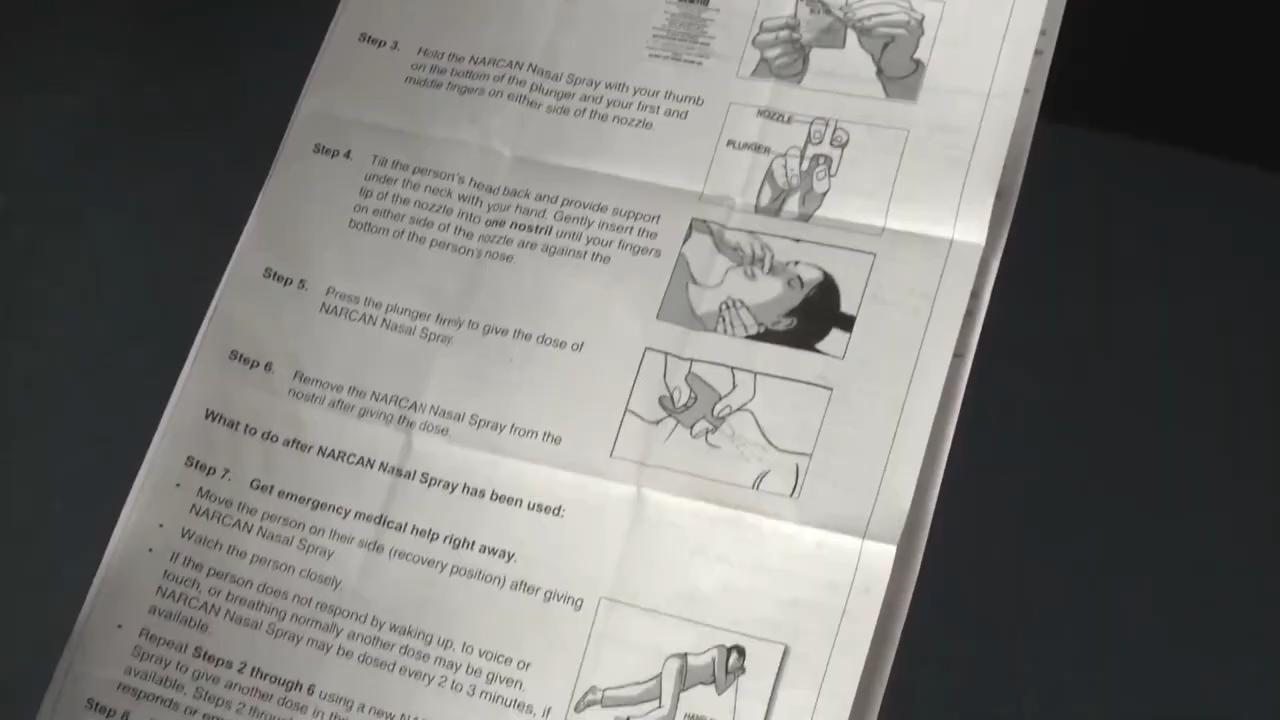 Step 3. Hold the NARCAN Nasal Spray with your thumb
on the bottom of the plunger and your first and
middle fingers on either side of the nozzle.
NOZZLE
PLUNGER
Step 4. Tilt the person's head back and provide support
under the neck with your hand. Gently insert the
tip of the nozzle into one nostril until your fingers
on either side of the nozzle are against the
bottom of the person's nose.
Step 5. Press the plunger firmly to give the dose of
NARCAN Nasal Spray.
Step 6. Remove the NARCAN Nasal Spray from the
nostril after giving the dose.
What to do after NARCAN Nasal Spray has been used:
Step 7. Get emergency medical help right away.
• Move the person on their side (recovery position) after giving
NARCAN Nasal Spray
• Watch the person closely.
• If the person does not respond by waking up, to voice or
touch, or breathing normally another dose may be given.
NARCAN Nasal Spray may be dosed every 2 to 3 minutes, if
available.
• Repeat Steps 2 through 6 using a new
Spray to give another dose in
available, Steps 2
responds or
Step 8